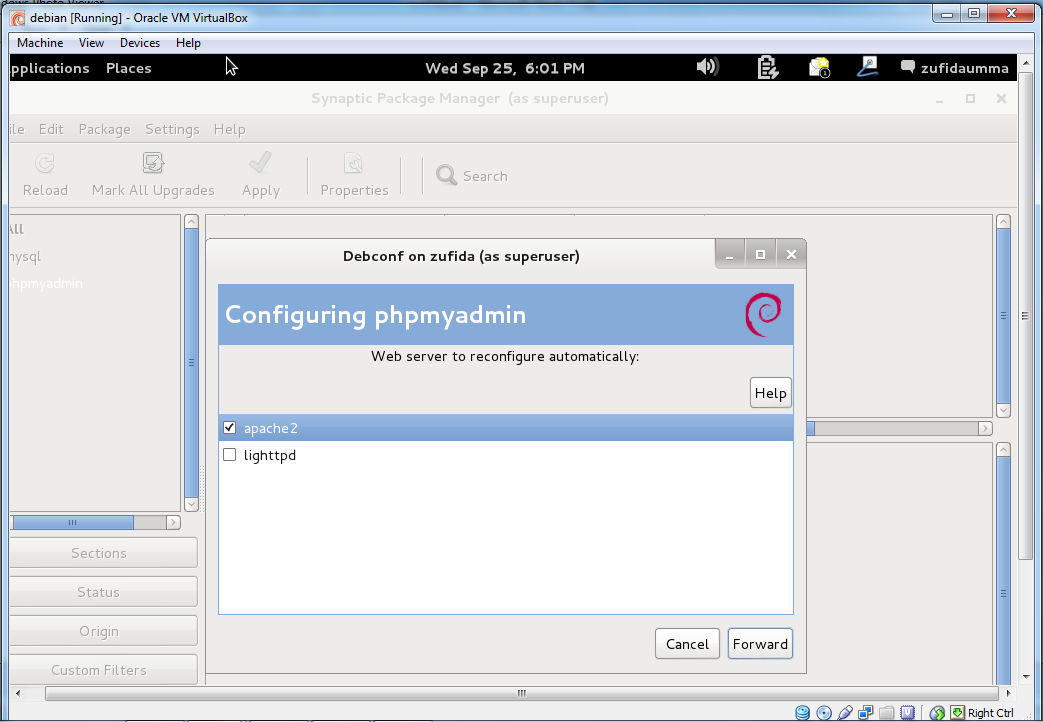 debian [Running] - Oracle VM VirtualBox
Machine View Devices Help
pplications Places Wed Sep 25, 6:01 PM 1 zufidaumma
Synaptic Package Manager (as superuser)
ile Edit Package Settings Help
Reload Mark All Upgrades Apply Properties Search
All
mysql
phpmyadmin
Debconf on zufida (as superuser)
Configuring phpmyadmin
Web server to reconfigure automatically:
Help
apache2
lighttpd
Cancel Forward
Sections
Status
Origin
Custom Filters
Right Ctrl